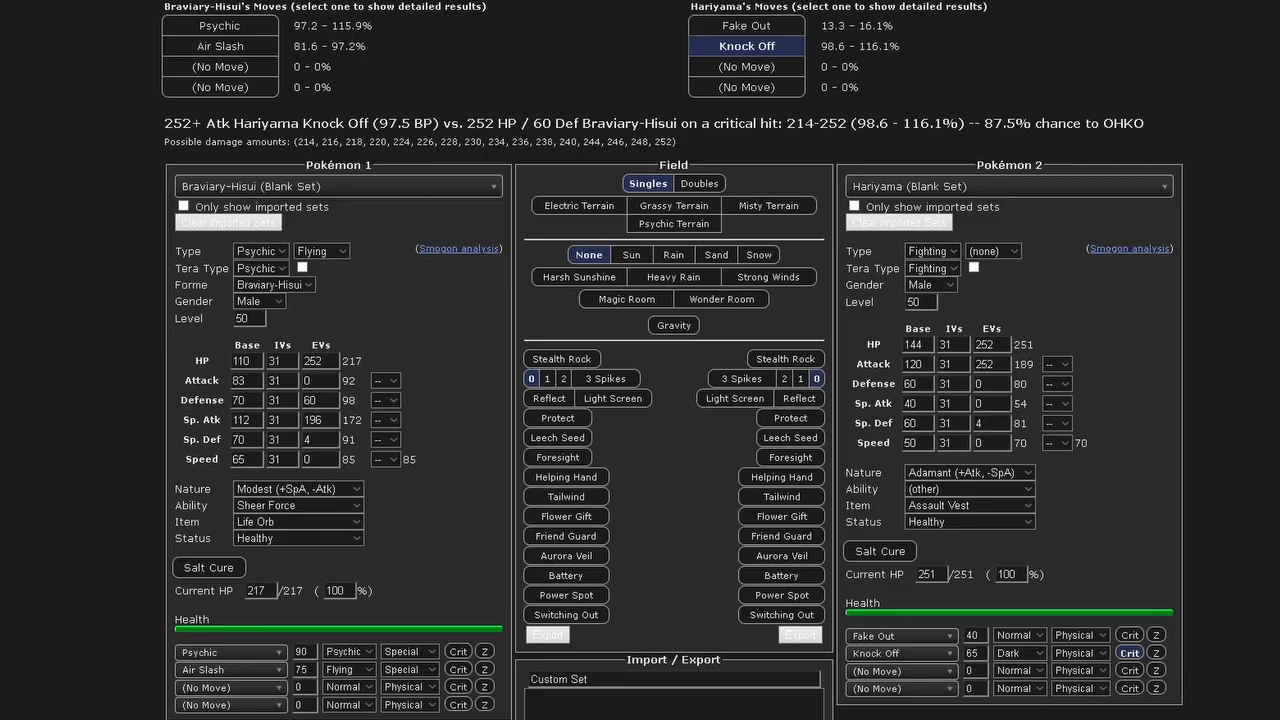 Braviary-Hisui's Moves (select one to show detailed results)
Psychic 97.2 - 115.9%
Air Slash 81.6 - 97.2%
(No Move) 0 - 0%
(No Move) 0 - 0%
Hariyama's Moves (select one to show detailed results)
Fake Out 13.3 - 16.1%
Knock Off 98.6 - 116.1%
(No Move) 0 - 0%
(No Move) 0 - 0%
252+ Atk Hariyama Knock Off (97.5 BP) vs. 252 HP / 60 Def Braviary-Hisui on a critical hit: 214-252 (98.6 - 116.1%) -- 87.5% chance to OHKO
Possible damage amounts: (214, 216, 218, 220, 224, 226, 228, 230, 234, 236, 238, 240, 244, 246, 248, 252)
Pokémon 1
Braviary-Hisui (Blank Set)
Only show imported sets
Clear Imported Sets
Type Psychic Flying (Smogon analysis)
Tera Type Psychic
Forme Braviary-Hisui
Gender Male
Level 50
Base IVs EVs
HP 110 31 252 217
Attack 83 31 0 92 --
Defense 70 31 60 98 --
Sp. Atk 112 31 196 172 --
Sp. Def 70 31 4 91 --
Speed 65 31 0 85 -- 85
Nature Modest (+SpA, -Atk)
Ability Sheer Force
Item Life Orb
Status Healthy
Salt Cure
Current HP 217 /217 ( 100 %)
Health
Psychic 90 Psychic Special Crit Z
Air Slash 75 Flying Special Crit Z
(No Move) 0 Normal Physical Crit Z
(No Move) 0 Normal Physical Crit Z
Field
Singles Doubles
Electric Terrain Grassy Terrain Misty Terrain
Psychic Terrain
None Sun Rain Sand Snow
Harsh Sunshine Heavy Rain Strong Winds
Magic Room Wonder Room
Gravity
Stealth Rock Stealth Rock
0 1 2 3 Spikes 3 Spikes 2 1 0
Reflect Light Screen Light Screen Reflect
Protect Protect
Leech Seed Leech Seed
Foresight Foresight
Helping Hand Helping Hand
Tailwind Tailwind
Flower Gift Flower Gift
Friend Guard Friend Guard
Aurora Veil Aurora Veil
Battery Battery
Power Spot Power Spot
Switching Out Switching Out
Export Export
Import / Export
Custom Set
Pokémon 2
Hariyama (Blank Set)
Only show imported sets
Clear Imported Sets
Type Fighting (none) (Smogon analysis)
Tera Type Fighting
Gender Male
Level 50
Base IVs EVs
HP 144 31 252 251
Attack 120 31 252 189 --
Defense 60 31 0 80 --
Sp. Atk 40 31 0 54 --
Sp. Def 60 31 4 81 --
Speed 50 31 0 70 -- 70
Nature Adamant (+Atk, -SpA)
Ability (other)
Item Assault Vest
Status Healthy
Salt Cure
Current HP 251 /251 ( 100 %)
Health
Fake Out 40 Normal Physical Crit Z
Knock Off 65 Dark Physical Crit Z
(No Move) 0 Normal Physical Crit Z
(No Move) 0 Normal Physical Crit Z